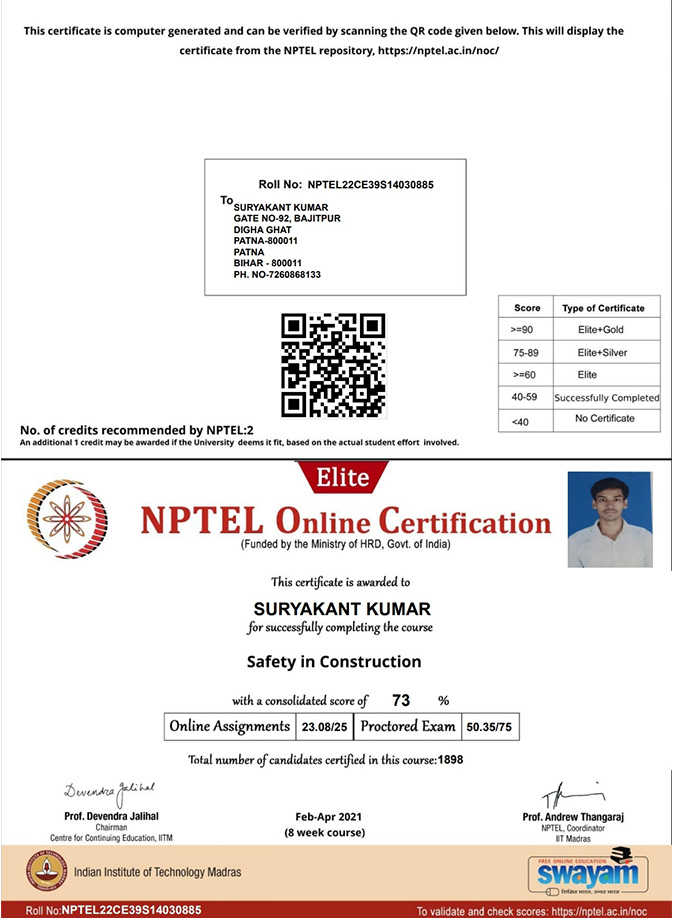 This certificate is computer generated and can be verified by scanning the QR code given below. This will display the
certificate from the NPTEL repository, https://nptel.ac.in/noc/
Roll No: NPTEL22CE39S14030885
To
SURYAKANT KUMAR
GATE NO-92, BAJITPUR
DIGHA GHAT
PATNA-800011
PATNA
BIHAR - 800011
PH. NO-7260868133
Score Type of Certificate
>=90 Elite+Gold
75-89 Elite+Silver
>=60 Elite
40-59 Successfully Completed
<40 No Certificate
No. of credits recommended by NPTEL:2
An additional 1 credit may be awarded if the University deems it fit, based on the actual student effort involved.
Elite
NPTEL Online Certification
(Funded by the Ministry of HRD, Govt. of India)
This certificate is awarded to
SURYAKANT KUMAR
for successfully completing the course
Safety in Construction
with a consolidated score of 73 %
Online Assignments 23.08/25 Proctored Exam 50.35/75
Total number of candidates certified in this course:1898
Devendra Jalihal
Prof. Devendra Jalihal
Chairman
Centre for Continuing Education, IITM
Feb-Apr 2021
(8 week course)
Prof. Andrew Thangaraj
NPTEL, Coordinator
IIT Madras
Indian Institute of Technology Madras
FREE ONLINE EDUCATION
swayam
शिक्षित भारत, उन्नत भारत
Roll No:NPTEL22CE39S14030885
To validate and check scores: https://nptel.ac.in/noc